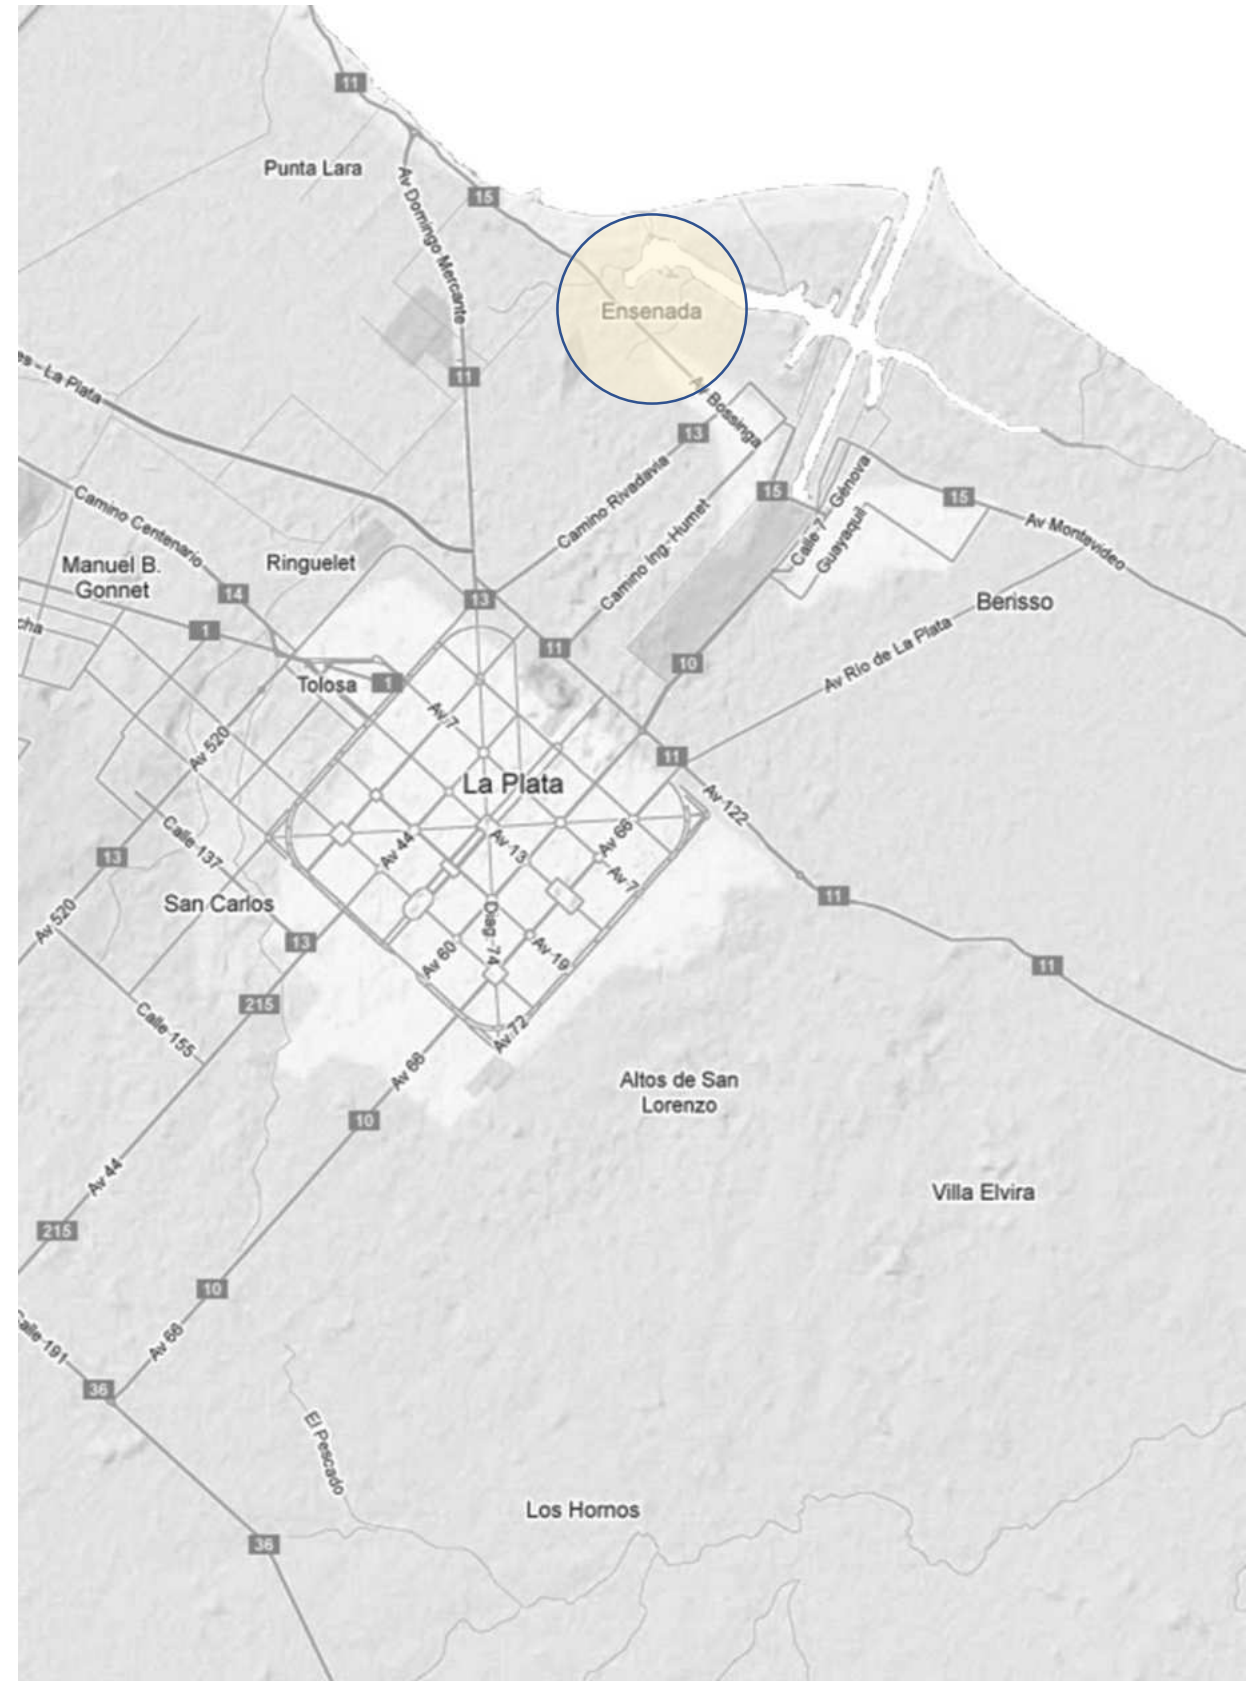 11
Punta Lara
15
Av Domingo Mercante
Ensenada
es - La Plata
11
Av Bossinga
13
Camino Rivadavia
15
Calle 7 - Génova
15
Camino Centenario
Camino Ing. Humet
Guayaquil
Av Montevideo
Manuel B.
Gonnet
Ringuelet
14
13
Berisso
cha
1
11
Av Rio de La Plata
10
Tolosa
1
Av 7
Av 520
11
La Plata
Av 122
Calle 137
Av 44
Av 13
Av 66
13
Av 7
11
San Carlos
Av 520
Diag. 74
13
Av 60
Av 19
11
215
Calle 155
Av 72
Av 66
Altos de San
Lorenzo
10
Av 44
Villa Elvira
215
10
Calle 191
Av 66
36
El Pescado
Los Hornos
36